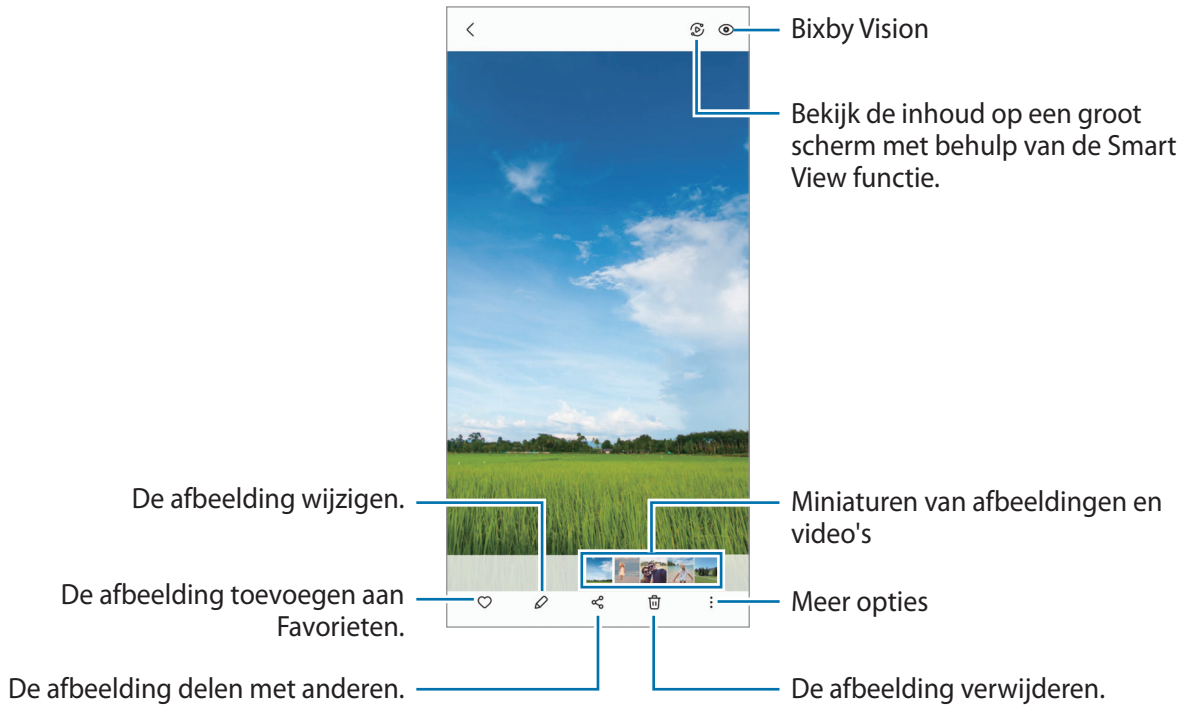 Bixby Vision
Bekijk de inhoud op een groot
scherm met behulp van de Smart
View functie.
De afbeelding wijzigen.
Miniaturen van afbeeldingen en
video's
De afbeelding toevoegen aan
Favorieten.
Meer opties
De afbeelding delen met anderen.
De afbeelding verwijderen.